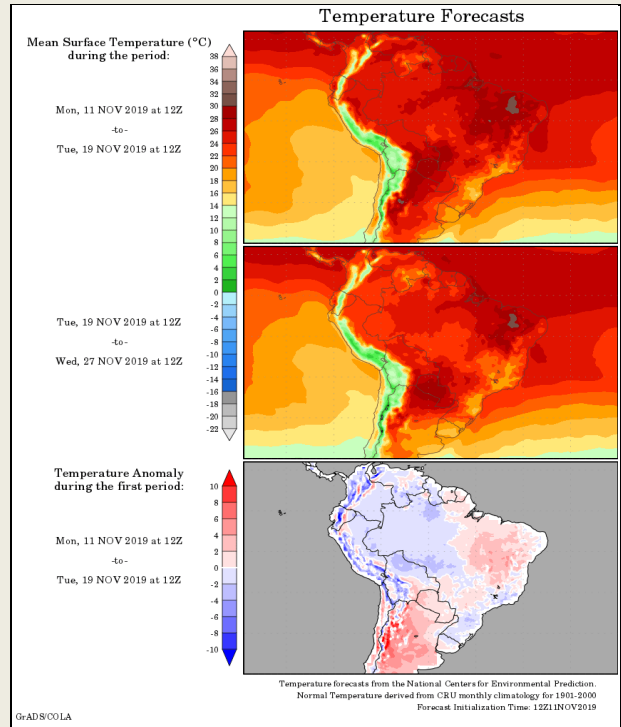 Temperature Forecasts
Mean Surface Temperature (°C)
during the period:
Mon, 11 NOV 2019 at 12Z
-to-
Tue, 19 NOV 2019 at 12Z
38
36
34
32
30
28
26
24
22
20
18
16
14
12
10
8
6
4
2
0
-2
-4
-6
-8
-10
-12
-14
-16
-18
-20
-22
Tue, 19 NOV 2019 at 12Z
-to-
Wed, 27 NOV 2019 at 12Z
Temperature Anomaly
during the first period:
Mon, 11 NOV 2019 at 12Z
-to-
Tue, 19 NOV 2019 at 12Z
10
8
6
4
2
0
-2
-4
-6
-8
-10
Temperature forecasts from the National Centers for Environmental Prediction.
Normal Temperature derived from CRU monthly climatology for 1901-2000
Forecast Initialization Time: 12Z11NOV2019
GrADS/COLA